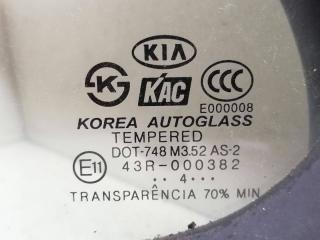 KIA
K KAC CCC
E000008
KOREA AUTOGLASS
TEMPERED
DOT-748 M3.52 AS-2
E11 43R-000382
.. 4...
TRANSPARÊNCIA 70% MIN